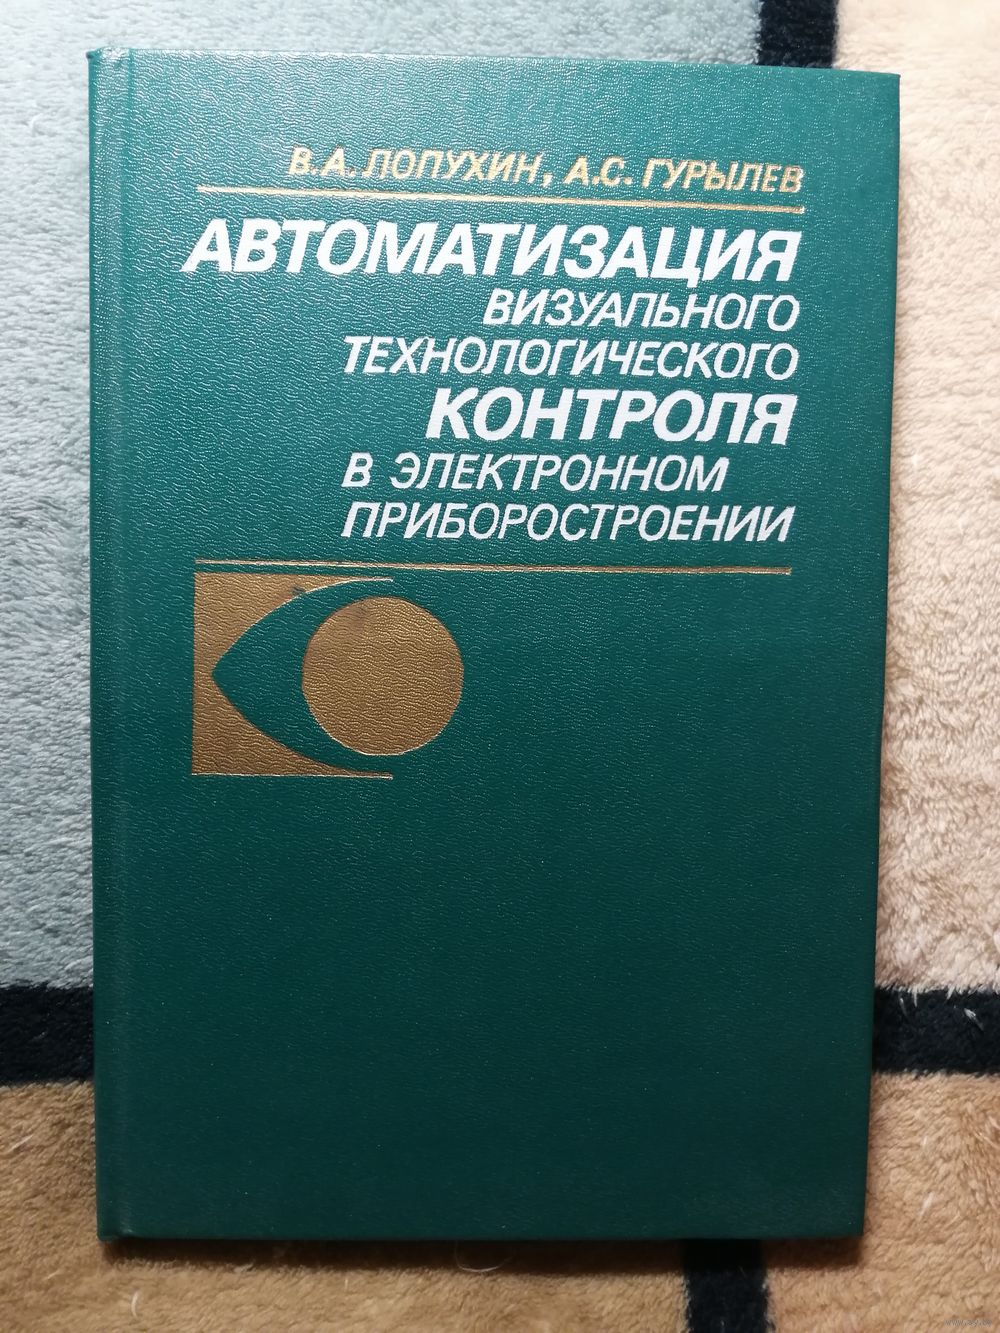 В.А. ЛОПУХИН, А.С. ГУРЫЛЕВ
АВТОМАТИЗАЦИЯ
ВИЗУАЛЬНОГО
ТЕХНОЛОГИЧЕСКОГО
КОНТРОЛЯ
В ЭЛЕКТРОННОМ
ПРИБОРОСТРОЕНИИ